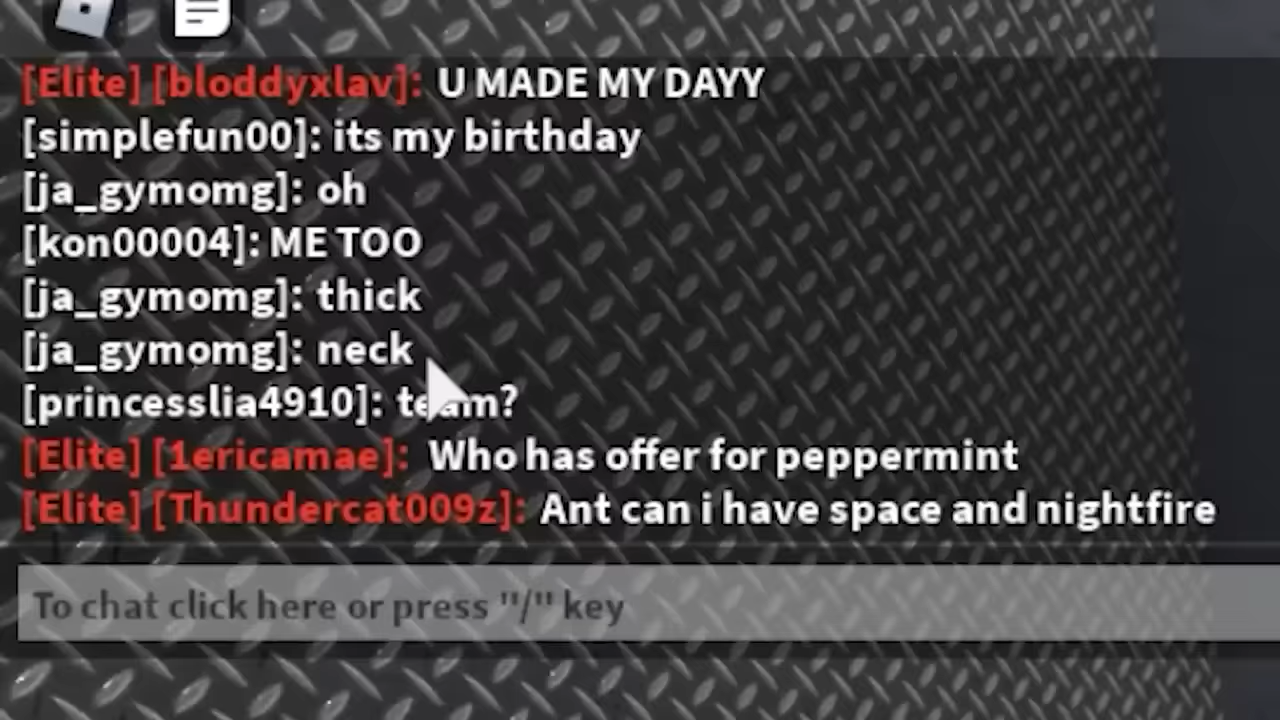 [Elite] [bloddyxlav]: U MADE MY DAYY
[simplefun00]: its my birthday
[ja_gymomg]: oh
[kon00004]: ME TOO
[ja_gymomg]: thick
[ja_gymomg]: neck
[princesslia4910]: team?
[Elite] [1ericamae]: Who has offer for peppermint
[Elite] [Thundercat009z]: Ant can i have space and nightfire
To chat click here or press "/" key